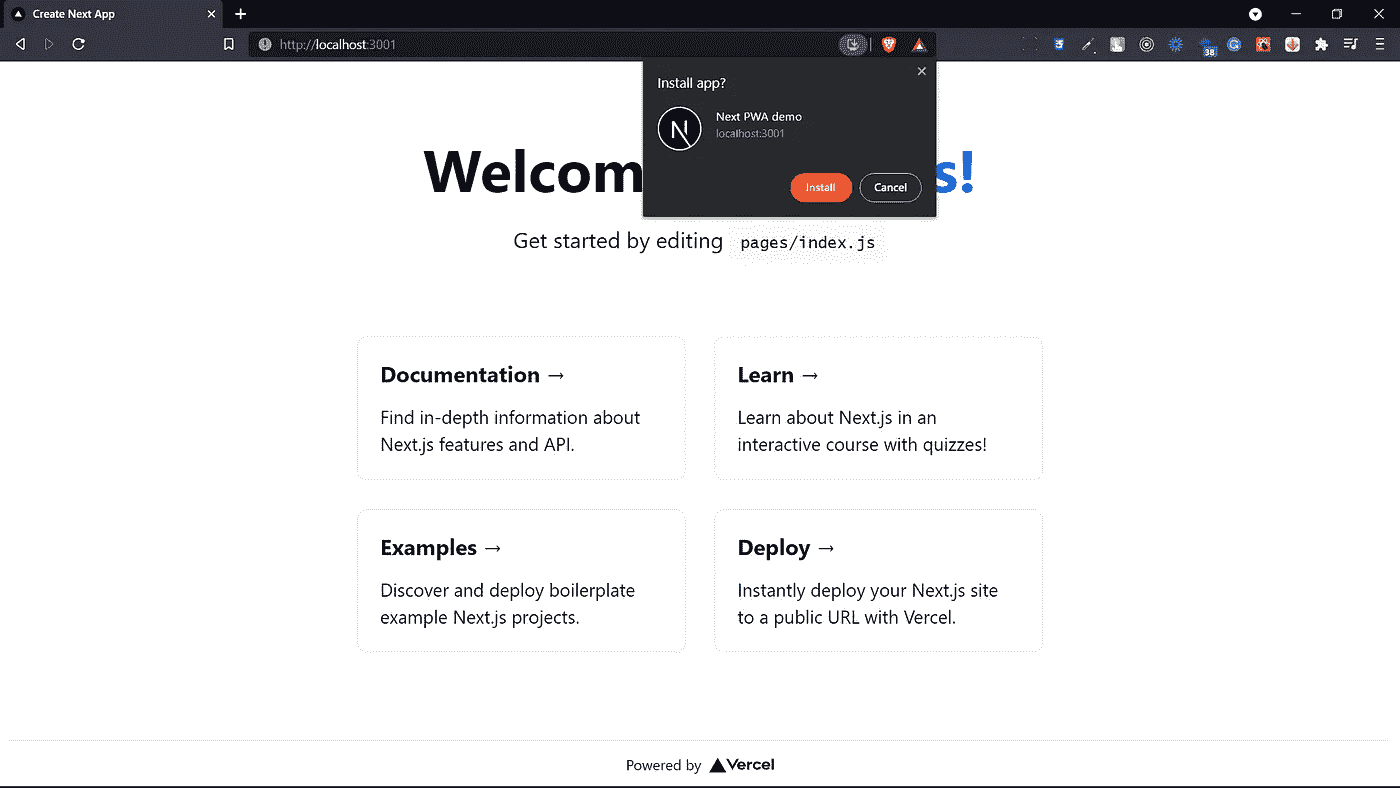 Create Next App
http://localhost:3001
38
Install app?
Next PWA demo
localhost:3001
Install
Cancel
Welcom s!
Get started by editing pages/index.js
Documentation →
Find in-depth information about
Next.js features and API.
Learn →
Learn about Next.js in an
interactive course with quizzes!
Examples →
Discover and deploy boilerplate
example Next.js projects.
Deploy →
Instantly deploy your Next.js site
to a public URL with Vercel.
Powered by Vercel